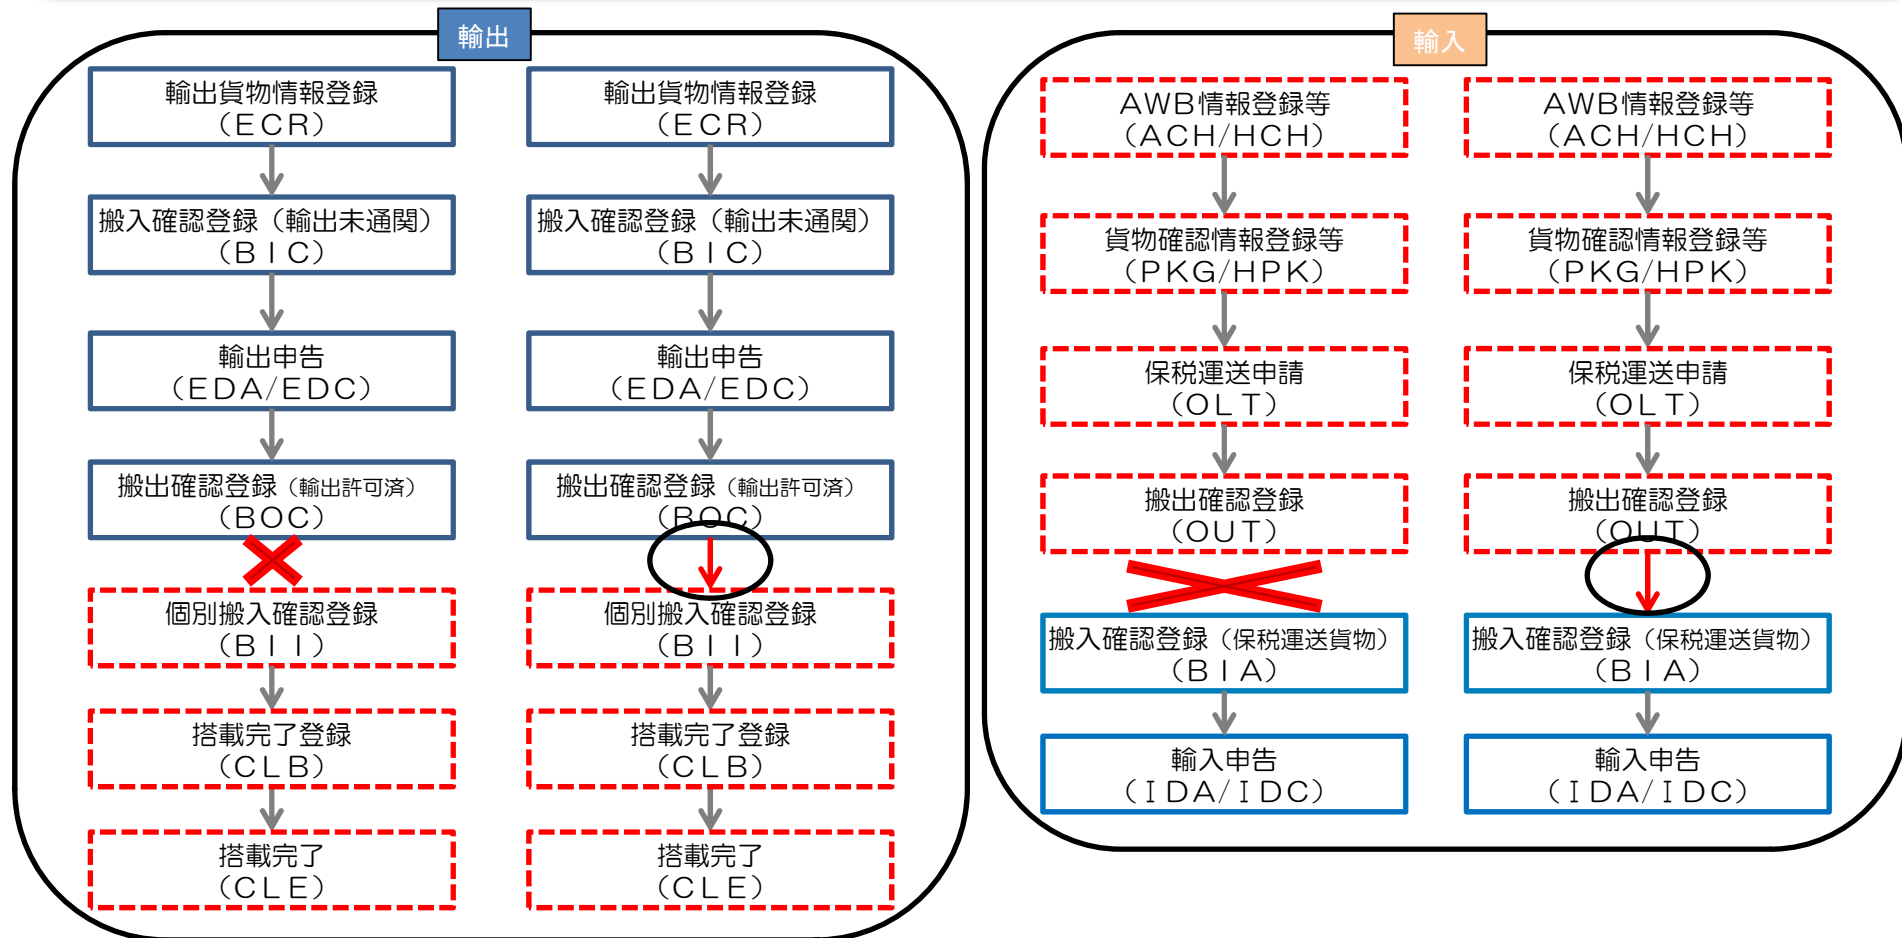 輸出
輸出貨物情報登録
（ＥＣＲ）
搬入確認登録（輸出未通関）
（ＢＩＣ）
輸出申告
（ＥＤＡ/ＥＤＣ）
搬出確認登録（輸出許可済）
（ＢＯＣ）
個別搬入確認登録
（ＢＩＩ）
搭載完了登録
（ＣＬＢ）
搭載完了
（ＣＬＥ）
輸出貨物情報登録
（ＥＣＲ）
搬入確認登録（輸出未通関）
（ＢＩＣ）
輸出申告
（ＥＤＡ/ＥＤＣ）
搬出確認登録（輸出許可済）
（ＢＯＣ）
個別搬入確認登録
（ＢＩＩ）
搭載完了登録
（ＣＬＢ）
搭載完了
（ＣＬＥ）
輸入
ＡＷＢ情報登録等
（ＡＣＨ/ＨＣＨ）
貨物確認情報登録等
（ＰＫＧ/ＨＰＫ）
保税運送申請
（ＯＬＴ）
搬出確認登録
（ＯＵＴ）
搬入確認登録（保税運送貨物）
（ＢＩＡ）
輸入申告
（ＩＤＡ/ＩＤＣ）
ＡＷＢ情報登録等
（ＡＣＨ/ＨＣＨ）
貨物確認情報登録等
（ＰＫＧ/ＨＰＫ）
保税運送申請
（ＯＬＴ）
搬出確認登録
（ＯＵＴ）
搬入確認登録（保税運送貨物）
（ＢＩＡ）
輸入申告
（ＩＤＡ/ＩＤＣ）